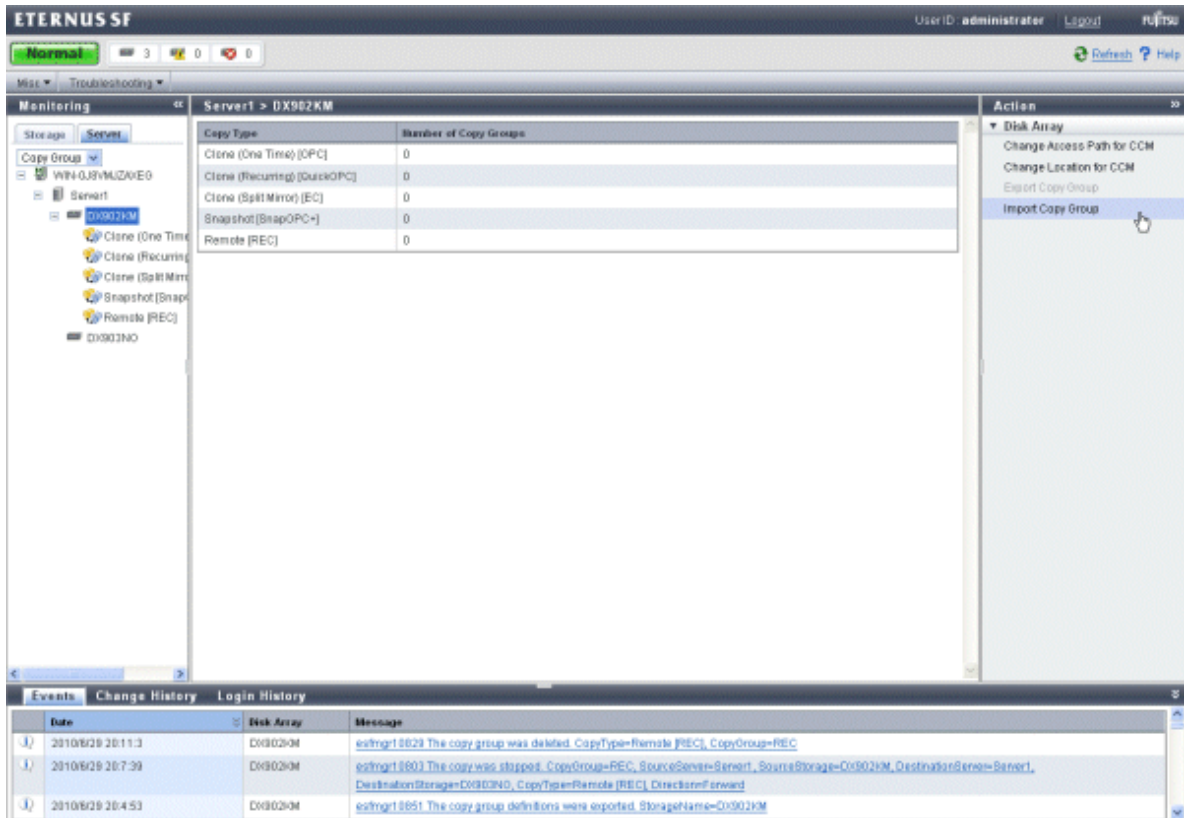 ETERNUS SF
UserID: administrator Logout FUJITSU
Normal 3 0 0 Refresh ? Help
Misc Troubleshooting
Monitoring
Server1 > DX902KM
Action
Storage Server
Copy Group
WIN-0J8VMJZAXEG
Server1
DX902KM
Clone (One Time
Clone (Recurring
Clone (Split Mirro
Snapshot [Snap
Remote [REC]
DX903NO
Copy Type Number of Copy Groups
Clone (One Time) [OPC] 0
Clone (Recurring) [QuickOPC] 0
Clone (Split Mirror) [EC] 0
Snapshot [SnapOPC+] 0
Remote [REC] 0
Disk Array
Change Access Path for CCM
Change Location for CCM
Export Copy Group
Import Copy Group
Events Change History Login History
Date Disk Array Message
2010/6/29 20:11:3 DX902KM esfmgr10829 The copy group was deleted. CopyType=Remote [REC], CopyGroup=REC
2010/6/29 20:7:39 DX902KM esfmgr10803 The copy was stopped. CopyGroup=REC, SourceServer=Server1, SourceStorage=DX902KM, DestinationServer=Server1,
DestinationStorage=DX903NO, CopyType=Remote [REC], Direction=Forward
2010/6/29 20:4:53 DX902KM esfmgr10851 The copy group definitions were exported. StorageName=DX902KM